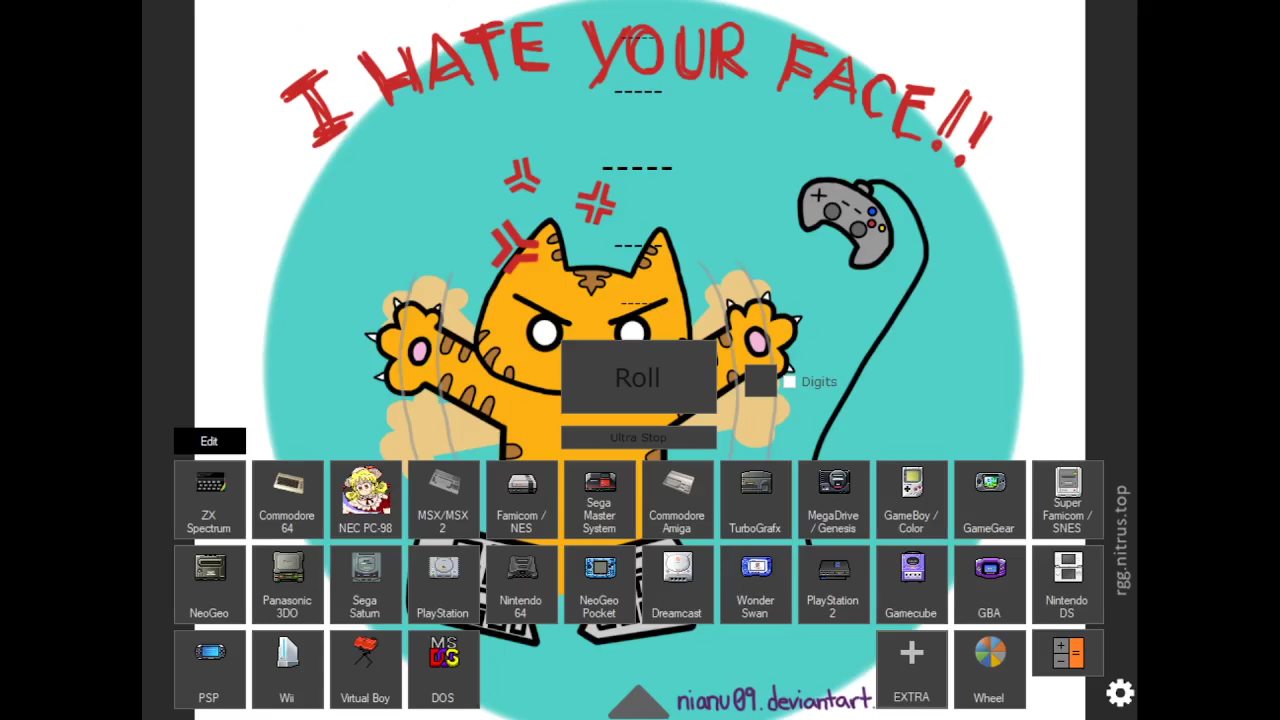 I HATE YOUR FACE!!
-----
-----
-----
-----
-----
Roll
Digits
Ultra Stop
Edit
ZX Spectrum
Commodore 64
NEC PC-98
MSX/MSX 2
Famicom / NES
Sega Master System
Commodore Amiga
TurboGrafx
MegaDrive / Genesis
GameBoy / Color
GameGear
Super Famicom / SNES
NeoGeo
Panasonic 3DO
Sega Saturn
PlayStation
Nintendo 64
NeoGeo Pocket
Dreamcast
Wonder Swan
PlayStation 2
Gamecube
GBA
Nintendo DS
PSP
Wii
Virtual Boy
MS DOS
DOS
EXTRA
Wheel
rgg.nitrus.top
nianu09.deviantart.